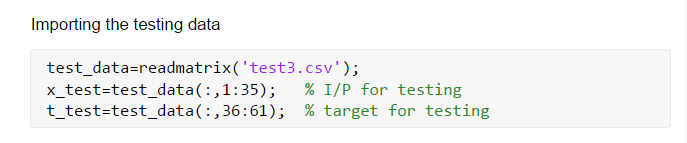 Importing the testing data
test_data=readmatrix('test3.csv');
x_test=test_data(:,1:35);   % I/P for testing
t_test=test_data(:,36:61);  % target for testing